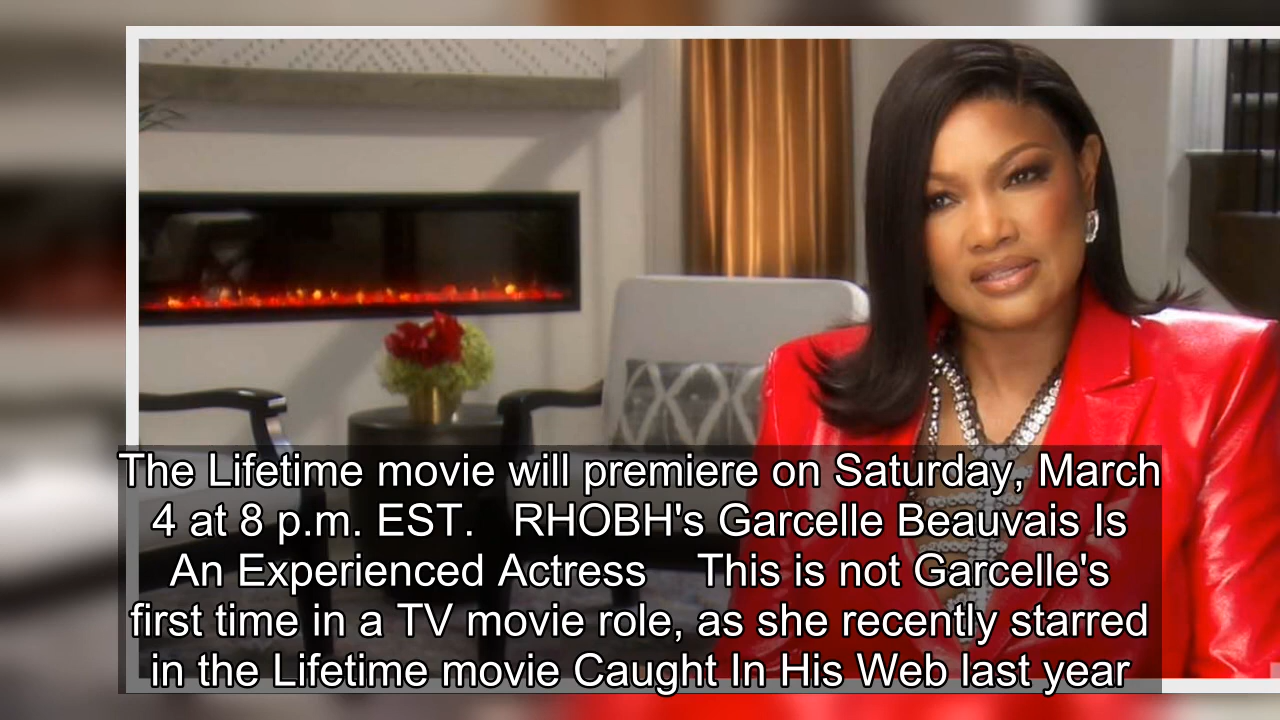 The Lifetime movie will premiere on Saturday, March
4 at 8 p.m. EST. RHOBH's Garcelle Beauvais Is
An Experienced Actress This is not Garcelle's
first time in a TV movie role, as she recently starred
in the Lifetime movie Caught In His Web last year